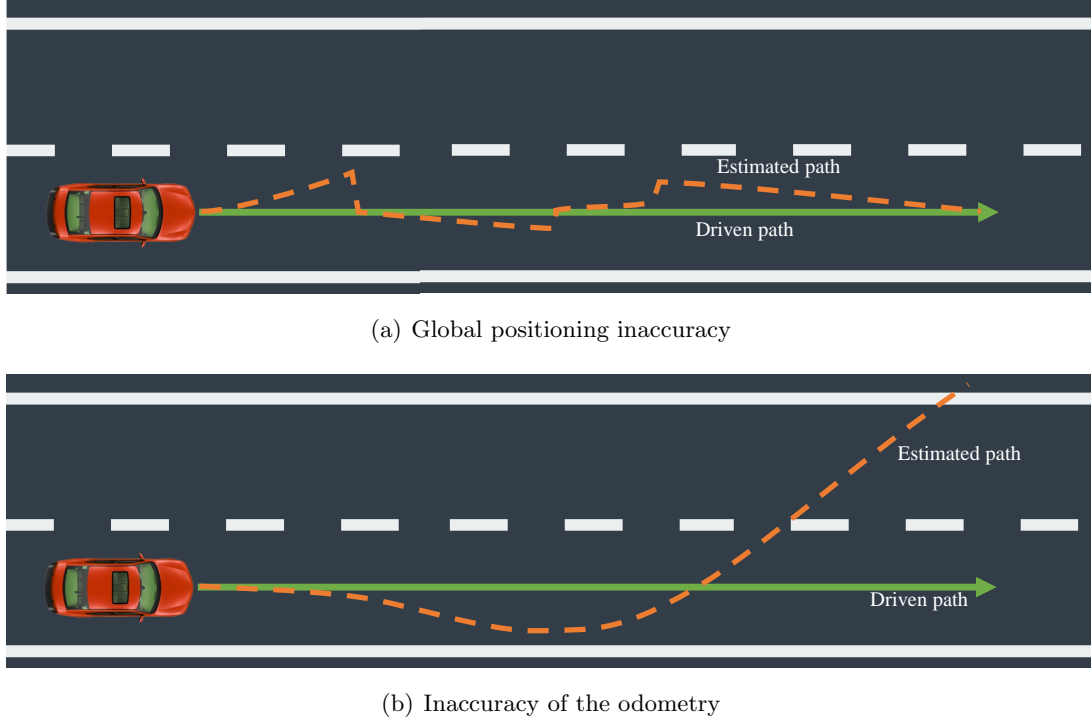 Estimated path
Driven path
(a) Global positioning inaccuracy
Estimated path
Driven path
(b) Inaccuracy of the odometry